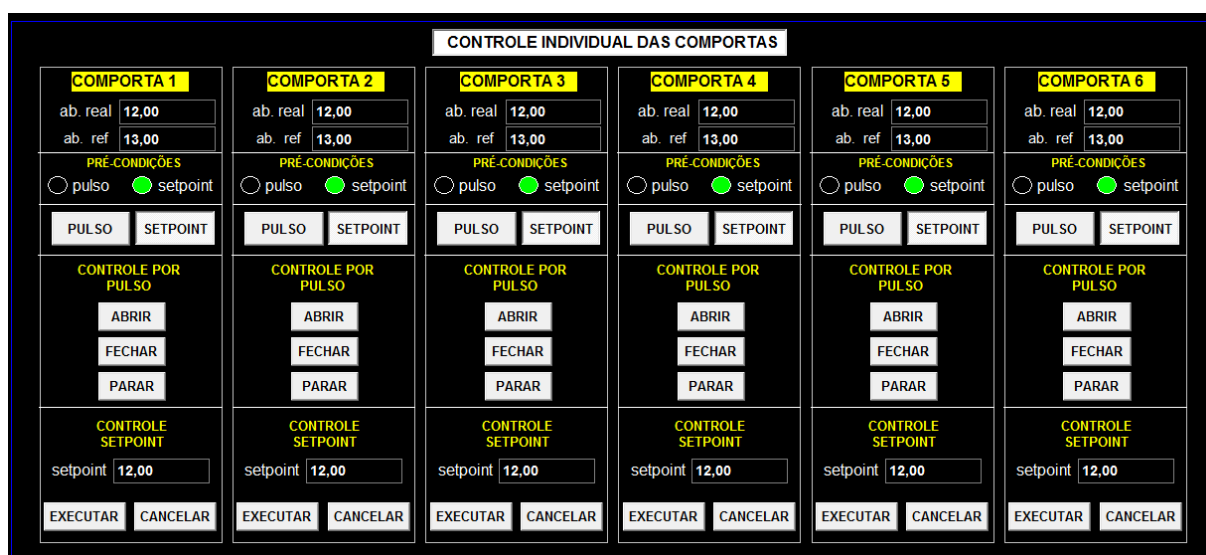 CONTROLE INDIVIDUAL DAS COMPORTAS
COMPORTA 1
ab. real 12,00
ab. ref 13,00
PRÉ-CONDIÇÕES
pulso setpoint
PULSO SETPOINT
CONTROLE POR
PULSO
ABRIR
FECHAR
PARAR
CONTROLE
SETPOINT
setpoint 12,00
EXECUTAR CANCELAR
COMPORTA 2
ab. real 12,00
ab. ref 13,00
PRÉ-CONDIÇÕES
pulso setpoint
PULSO SETPOINT
CONTROLE POR
PULSO
ABRIR
FECHAR
PARAR
CONTROLE
SETPOINT
setpoint 12,00
EXECUTAR CANCELAR
COMPORTA 3
ab. real 12,00
ab. ref 13,00
PRÉ-CONDIÇÕES
pulso setpoint
PULSO SETPOINT
CONTROLE POR
PULSO
ABRIR
FECHAR
PARAR
CONTROLE
SETPOINT
setpoint 12,00
EXECUTAR CANCELAR
COMPORTA 4
ab. real 12,00
ab. ref 13,00
PRÉ-CONDIÇÕES
pulso setpoint
PULSO SETPOINT
CONTROLE POR
PULSO
ABRIR
FECHAR
PARAR
CONTROLE
SETPOINT
setpoint 12,00
EXECUTAR CANCELAR
COMPORTA 5
ab. real 12,00
ab. ref 13,00
PRÉ-CONDIÇÕES
pulso setpoint
PULSO SETPOINT
CONTROLE POR
PULSO
ABRIR
FECHAR
PARAR
CONTROLE
SETPOINT
setpoint 12,00
EXECUTAR CANCELAR
COMPORTA 6
ab. real 12,00
ab. ref 13,00
PRÉ-CONDIÇÕES
pulso setpoint
PULSO SETPOINT
CONTROLE POR
PULSO
ABRIR
FECHAR
PARAR
CONTROLE
SETPOINT
setpoint 12,00
EXECUTAR CANCELAR